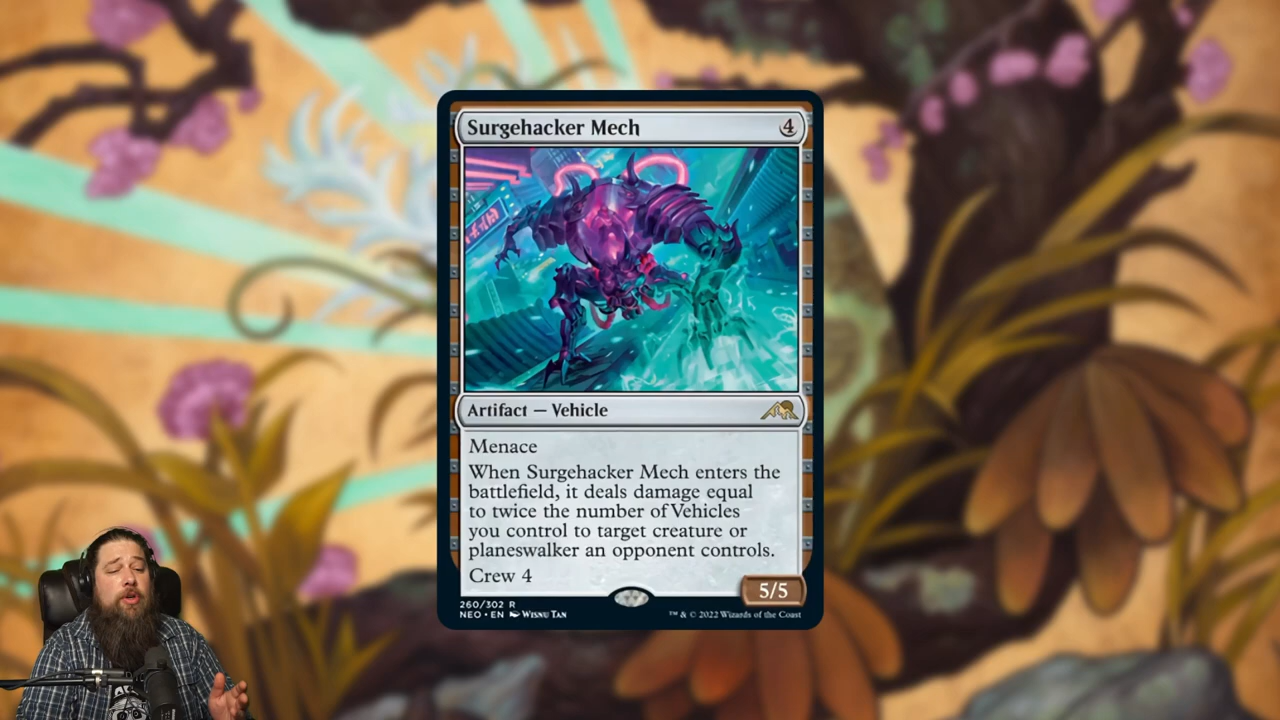 Surgehacker Mech 4
Artifact — Vehicle
Menace
When Surgehacker Mech enters the
battlefield, it deals damage equal
to twice the number of Vehicles
you control to target creature or
planeswalker an opponent controls.
Crew 4
5/5
260/302 R
NEO • EN Wisnu Tan
™ & © 2022 Wizards of the Coast